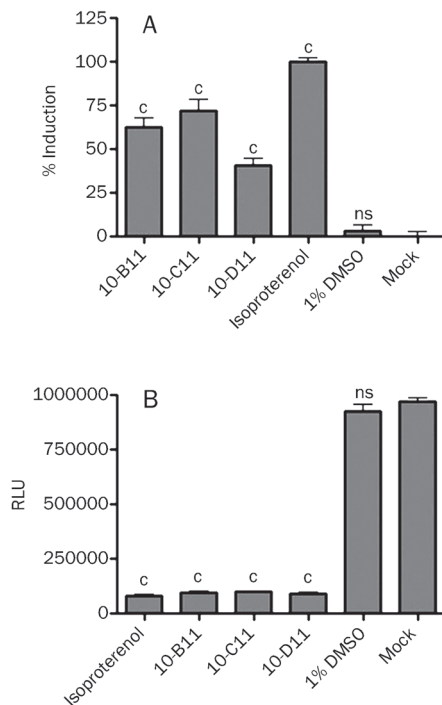 A
125
100
75
50
25
0
% Induction
c
c
c
c
ns
10-B11
10-C11
10-D11
Isoproterenol
1% DMSO
Mock
B
1000000
750000
500000
250000
0
RLU
c
c
c
c
ns
Isoproterenol
10-B11
10-C11
10-D11
1% DMSO
Mock